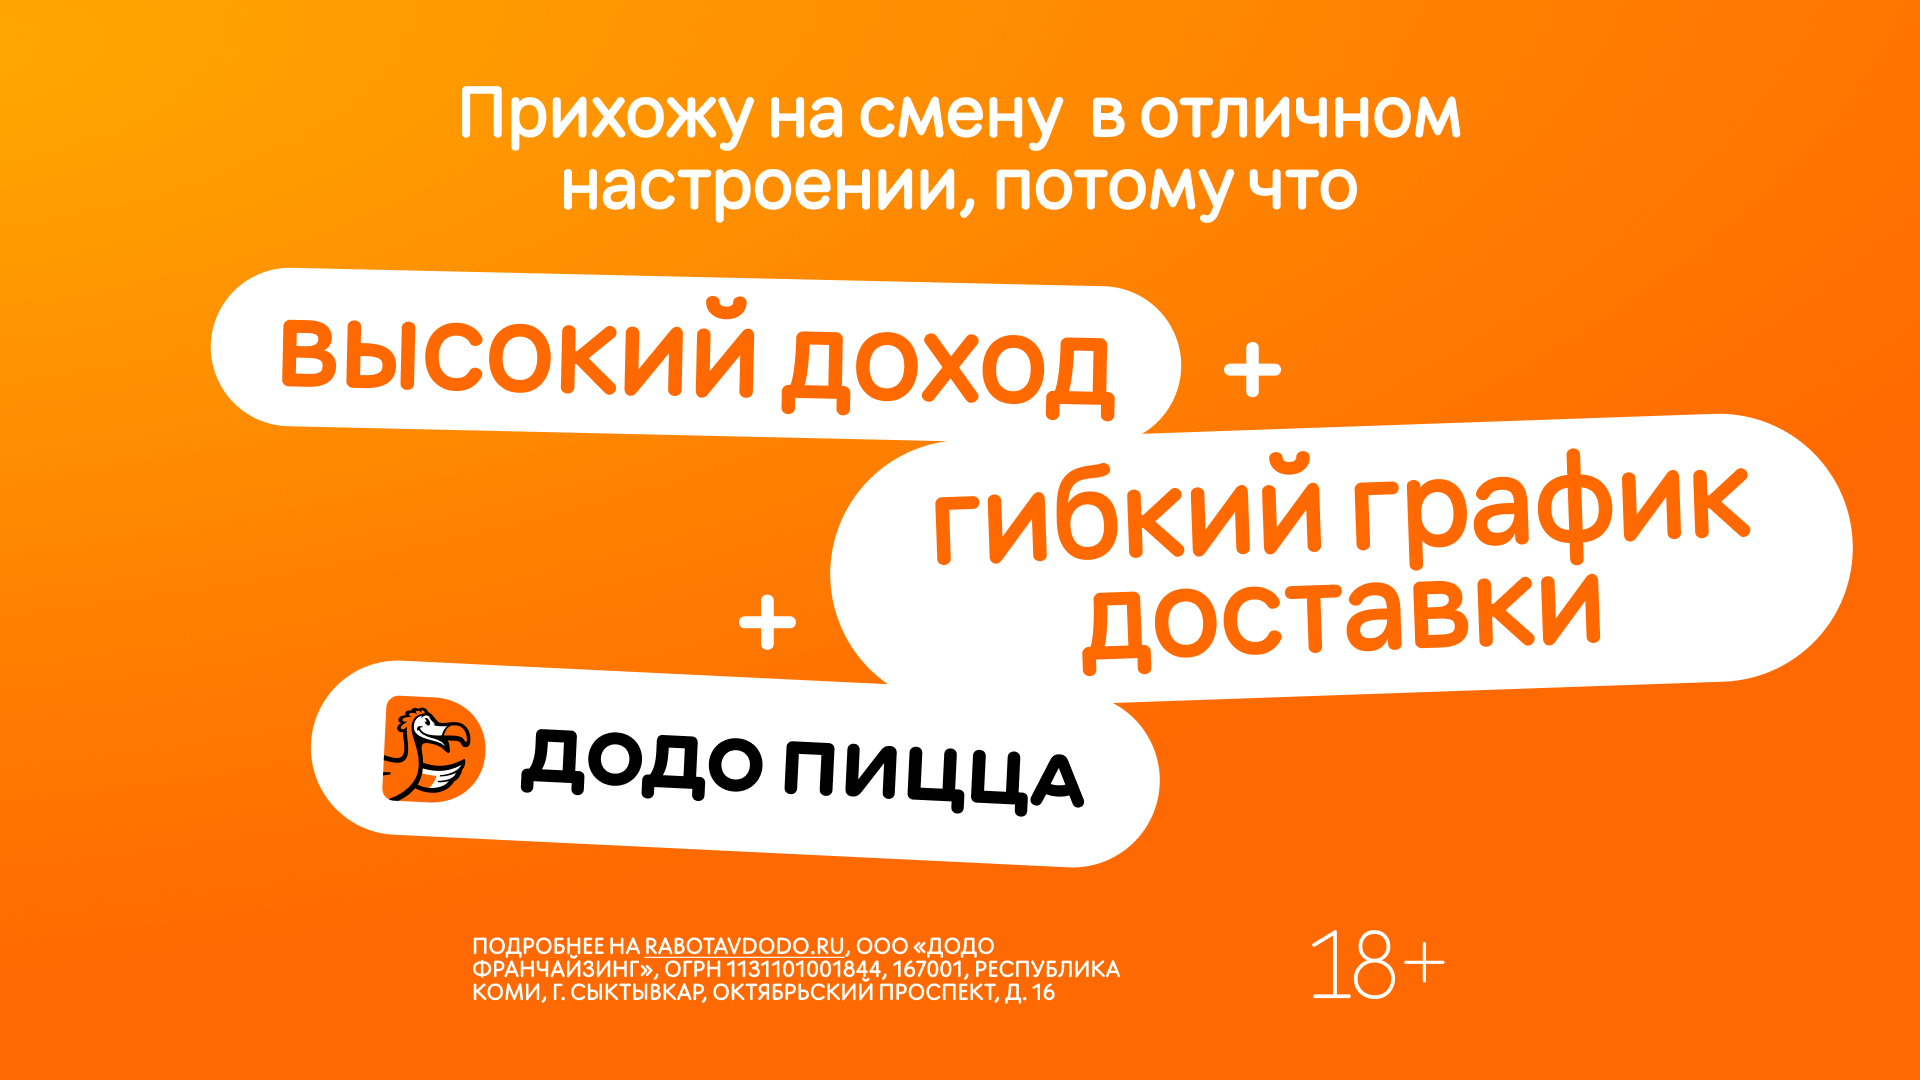 Прихожу на смену в отличном
настроении, потому что
высокий доход
+
гибкий график
доставки
+
ДОДО ПИЦЦА
ПОДРОБНЕЕ НА RABOTAVDODO.RU, ООО «ДОДО
ФРАНЧАЙЗИНГ», ОГРН 1131101001844, 167001, РЕСПУБЛИКА
КОМИ, Г. СЫКТЫВКАР, ОКТЯБРЬСКИЙ ПРОСПЕКТ, Д. 16
18+